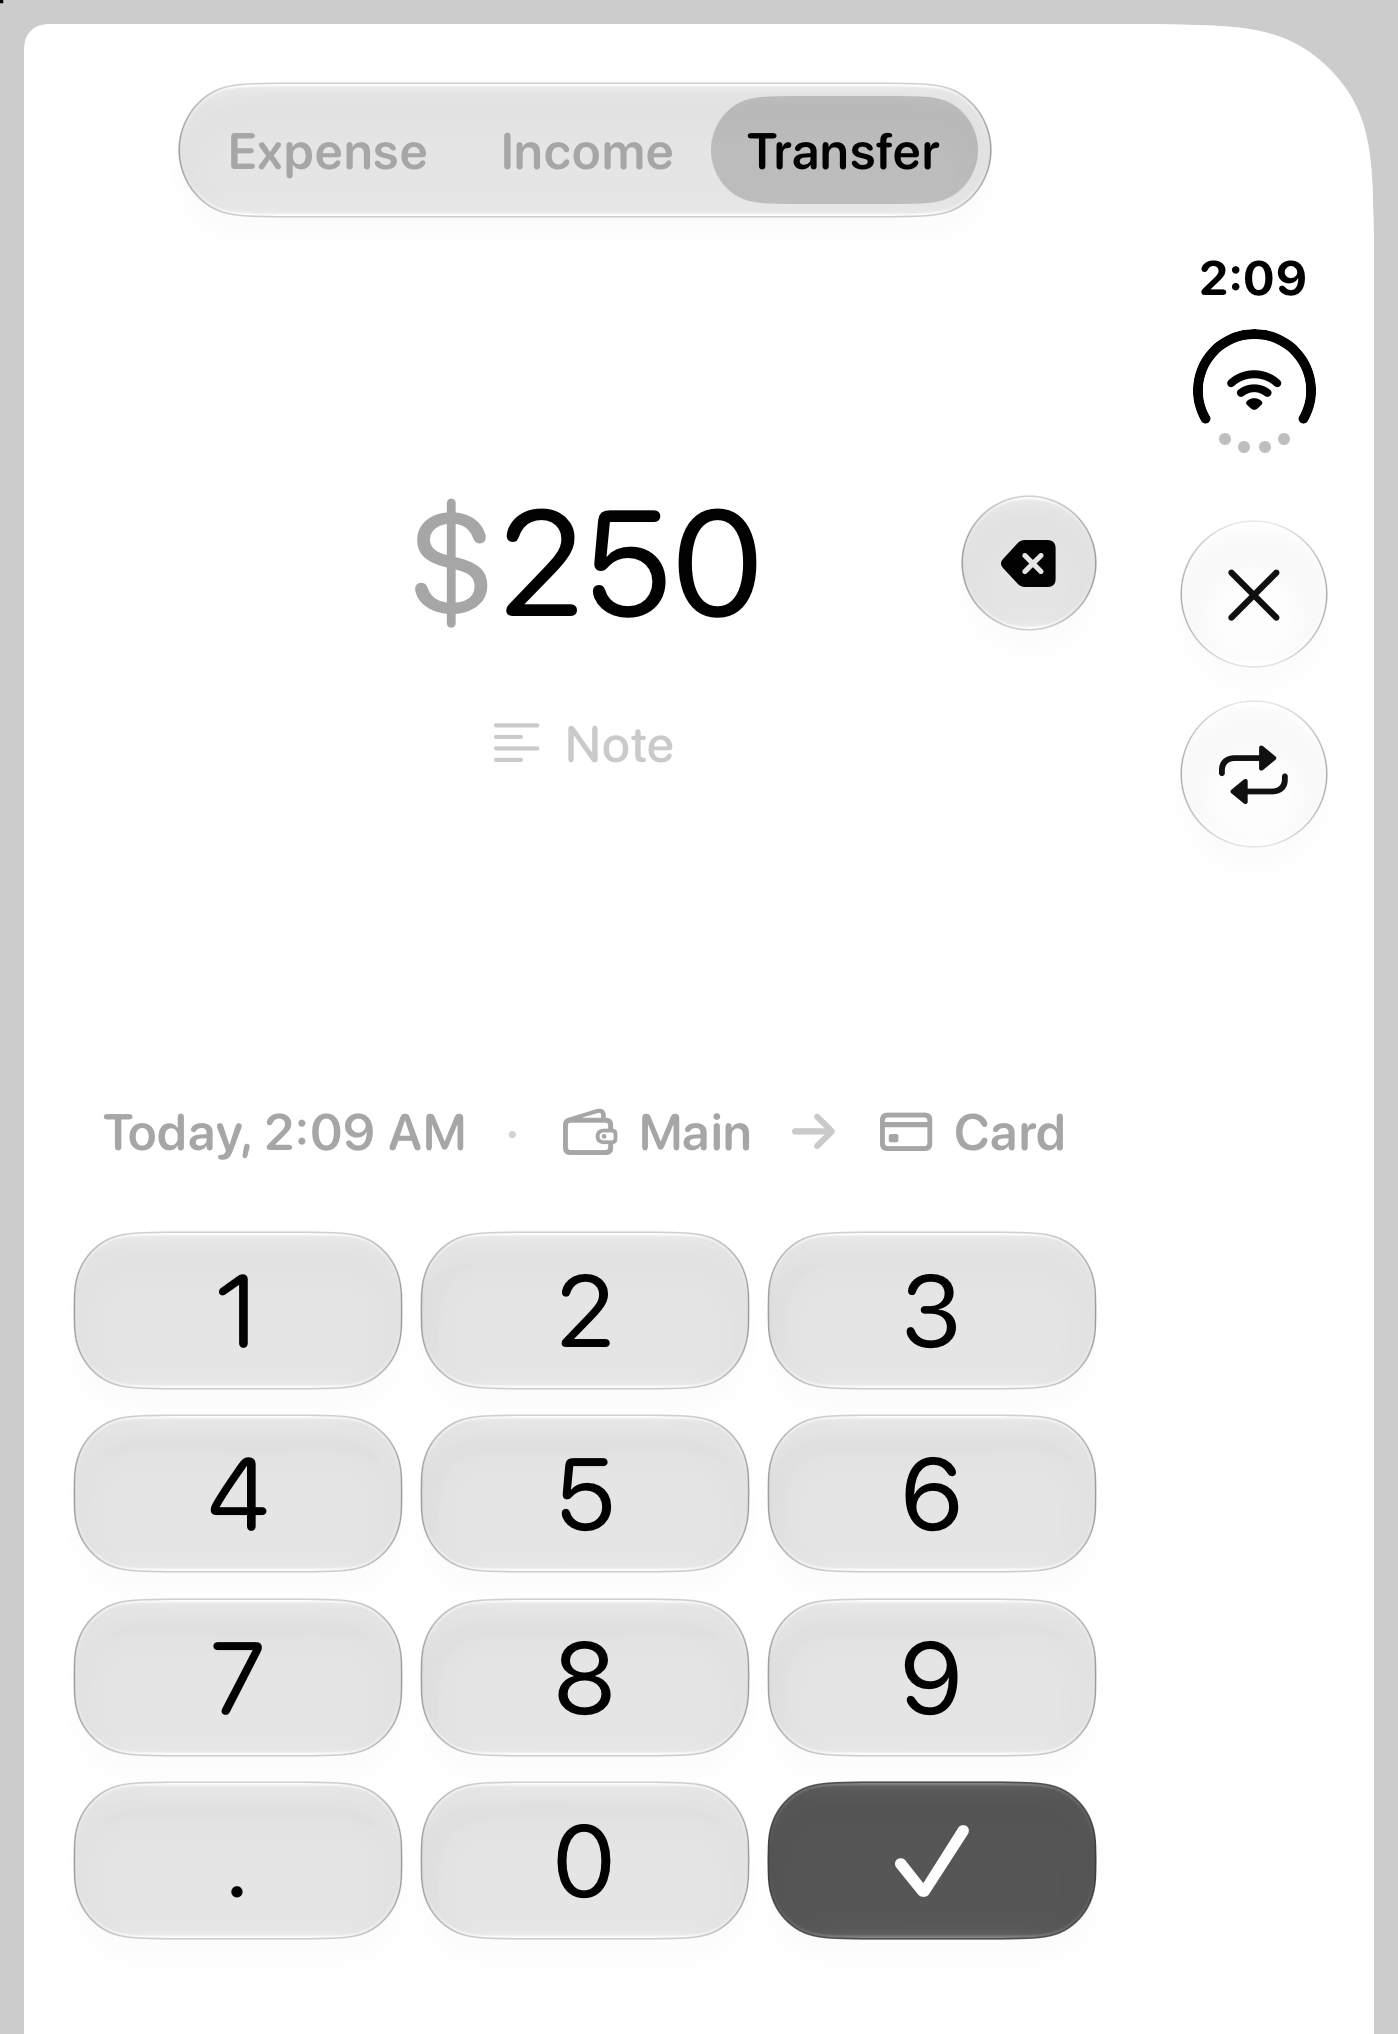 Expense Income Transfer
2:09
$250
Note
Today, 2:09 AM · Main → Card
1 2 3
4 5 6
7 8 9
. 0